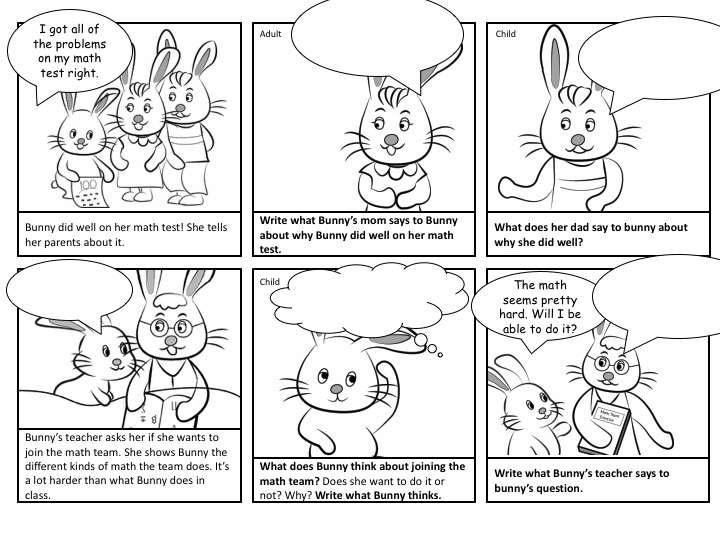 I got all of
the problems
on my math
test right.
100
Bunny did well on her math test! She tells
her parents about it.
Adult
Write what Bunny's mom says to Bunny
about why Bunny did well on her math
test.
Child
What does her dad say to bunny about
why she did well?
Bunny's teacher asks her if she wants to
join the math team. She shows Bunny the
different kinds of math the team does. It's
a lot harder than what Bunny does in
class.
Child
What does Bunny think about joining the
math team? Does she want to do it or
not? Why? Write what Bunny thinks.
The math
seems pretty
hard. Will I be
able to do it?
Math Team
Write what Bunny's teacher says to
bunny's question.